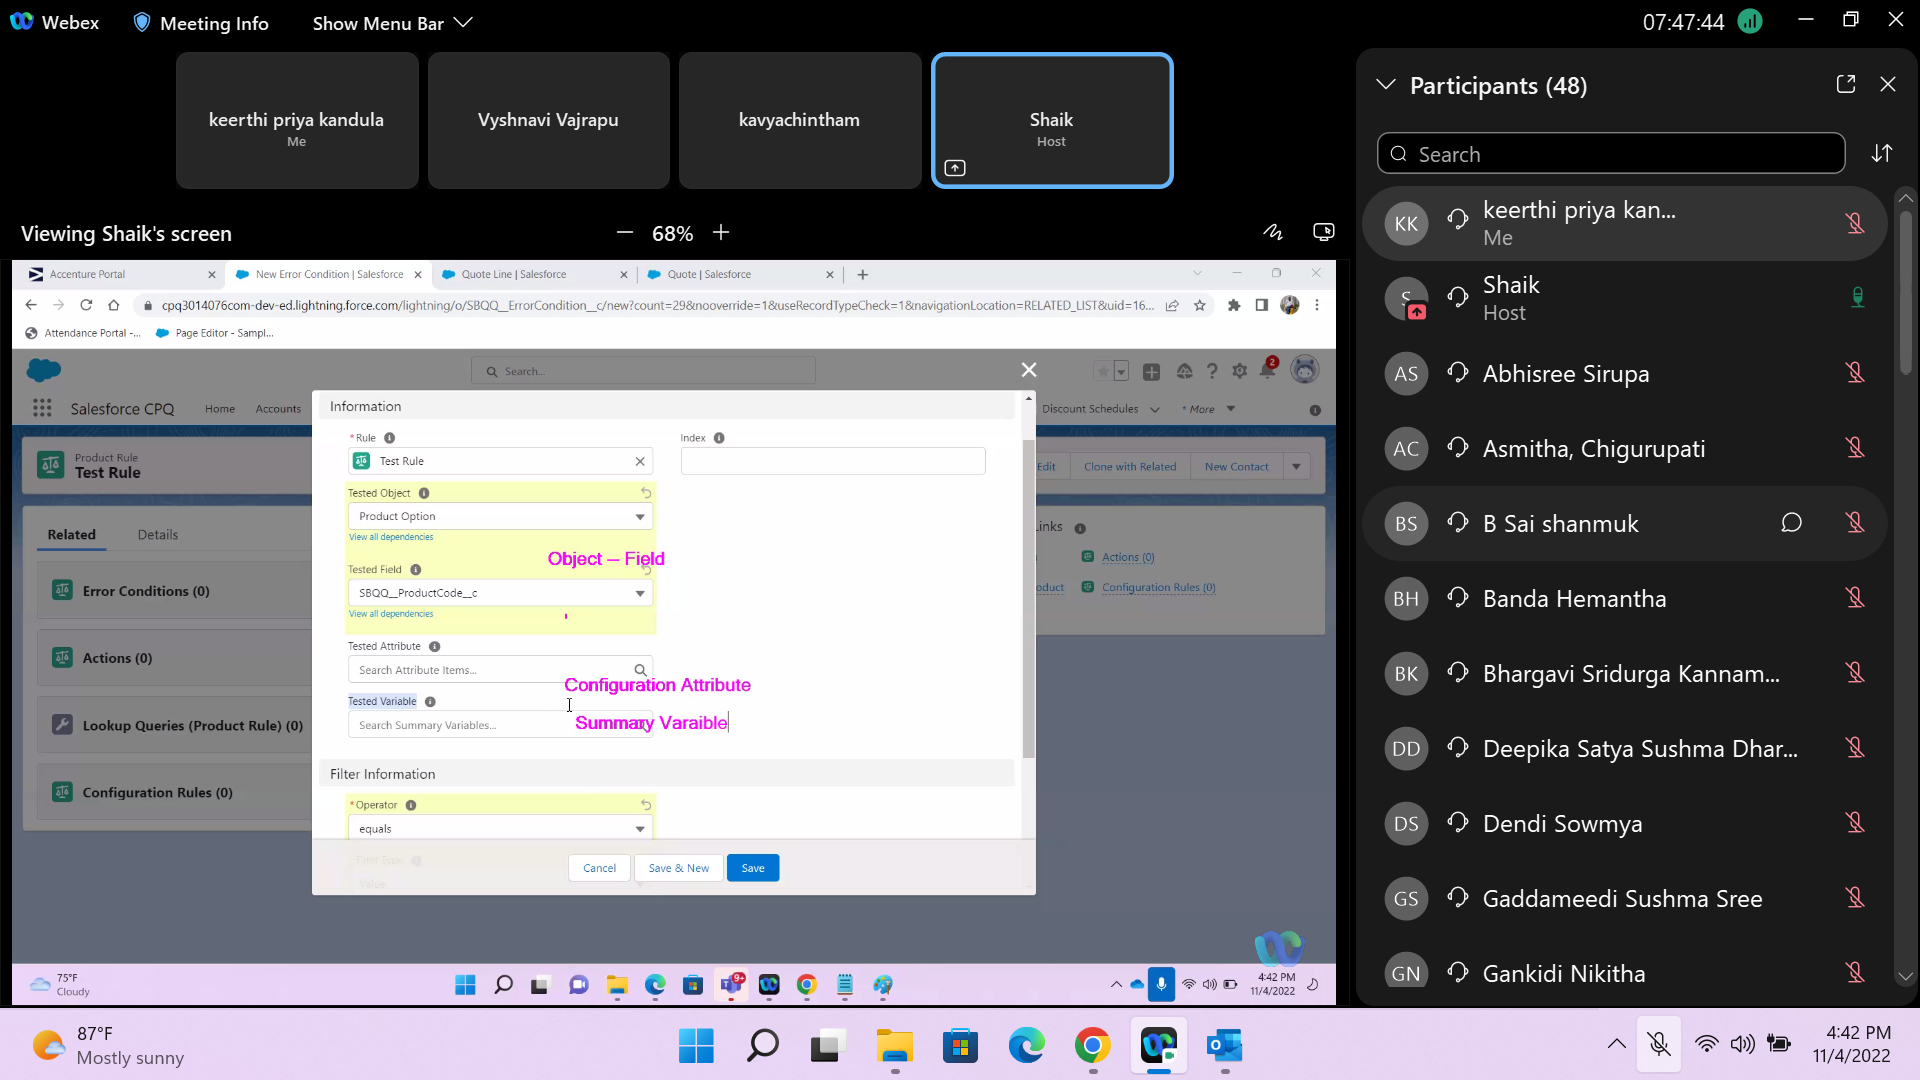 Webex
Meeting Info
Show Menu Bar
07:47:44
keerthi priya kandula
Me
Vyshnavi Vajrapu
kavyachintham
Shaik
Host
Viewing Shaik's screen
68%
Accenture Portal
New Error Condition | Salesforce
Quote Line | Salesforce
Quote | Salesforce
cpq3014076com-dev-ed.lightning.force.com/lightning/o/SBQQ__ErrorCondition__c/new?count=29&nooverride=1&useRecordTypeCheck=1&navigationLocation=RELATED_LIST&uid=16...
Attendance Portal -...
Page Editor - Sampl...
Search...
2
Salesforce CPQ
Home
Accounts
Discount Schedules
* More
Product Rule
Test Rule
Edit
Clone with Related
New Contact
Related
Details
Error Conditions (0)
Actions (0)
Lookup Queries (Product Rule) (0)
Configuration Rules (0)
Links
Actions (0)
oduct
Configuration Rules (0)
Information
* Rule
Test Rule
Index
Tested Object
Product Option
View all dependencies
Object – Field
Tested Field
SBQQ__ProductCode__c
View all dependencies
Tested Attribute
Search Attribute Items...
Configuration Attribute
Tested Variable
Search Summary Variables...
Summary Varaible
Filter Information
* Operator
equals
Filter Type
Value
Cancel
Save & New
Save
75°F
Cloudy
9+
4:42 PM
11/4/2022
Participants (48)
Search
KK
keerthi priya kan...
Me
S
Shaik
Host
AS
Abhisree Sirupa
AC
Asmitha, Chigurupati
BS
B Sai shanmuk
BH
Banda Hemantha
BK
Bhargavi Sridurga Kannam...
DD
Deepika Satya Sushma Dhar...
DS
Dendi Sowmya
GS
Gaddameedi Sushma Sree
GN
Gankidi Nikitha
87°F
Mostly sunny
4:42 PM
11/4/2022